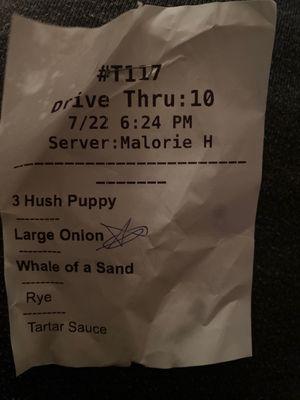 #T117
Drive Thru:10
7/22 6:24 PM
Server:Malorie H
-----------------------
-------
3 Hush Puppy
---------
Large Onion
---------
Whale of a Sand
---------
Rye
---------
Tartar Sauce